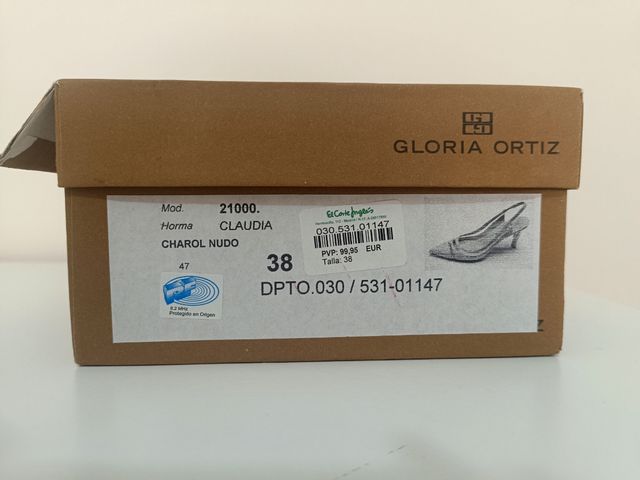 GLORIA ORTIZ
Mod. 21000.
Horma CLAUDIA
CHAROL NUDO
47
38
El Corte Inglés
030.531.01147
PVP: 99,95 EUR
Talla: 38
8.2 MHz
Protegido en Origen
DPTO.030 / 531-01147
TIZ